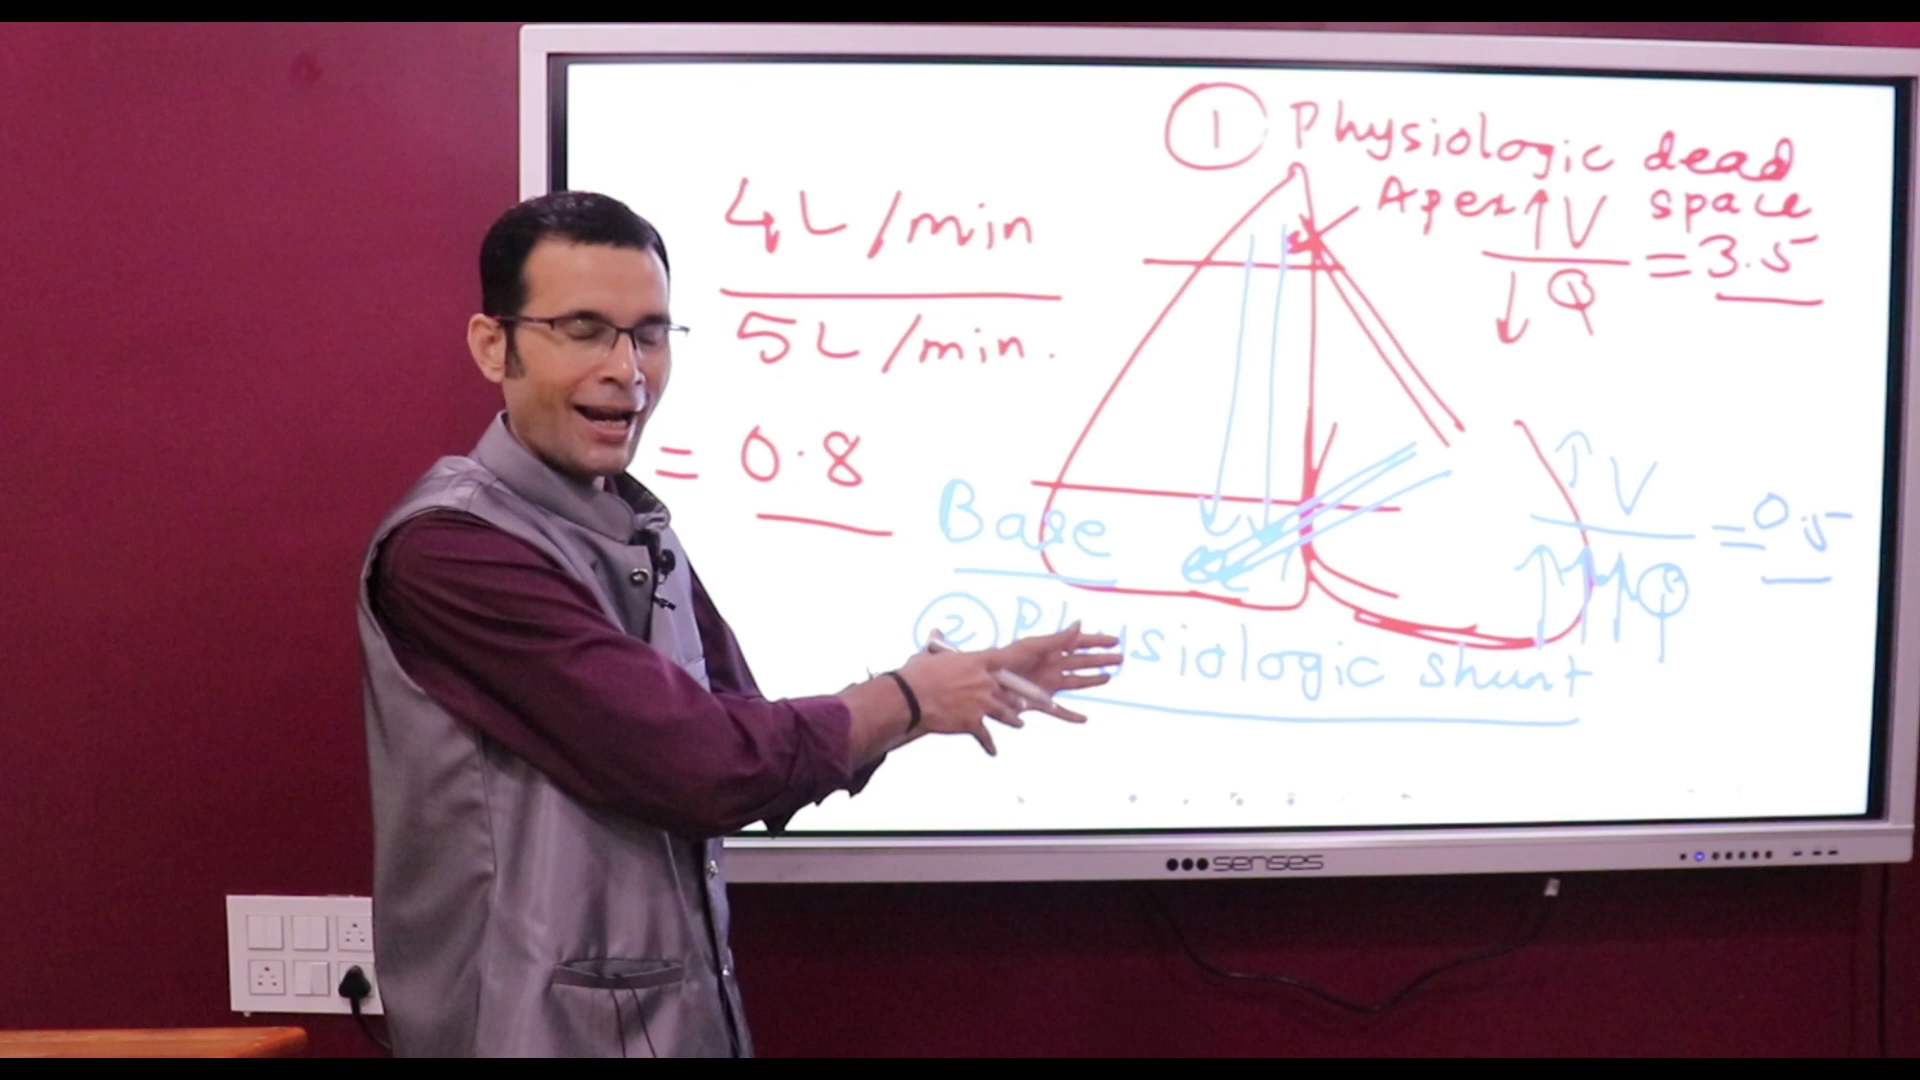 4L/min
5L/min.
= 0.8
① Physiologic dead space
Apex ↑V
↓Q = 3.5
Base
↑V
↑↑↑Q = 0.5
② Physiologic shunt
senses